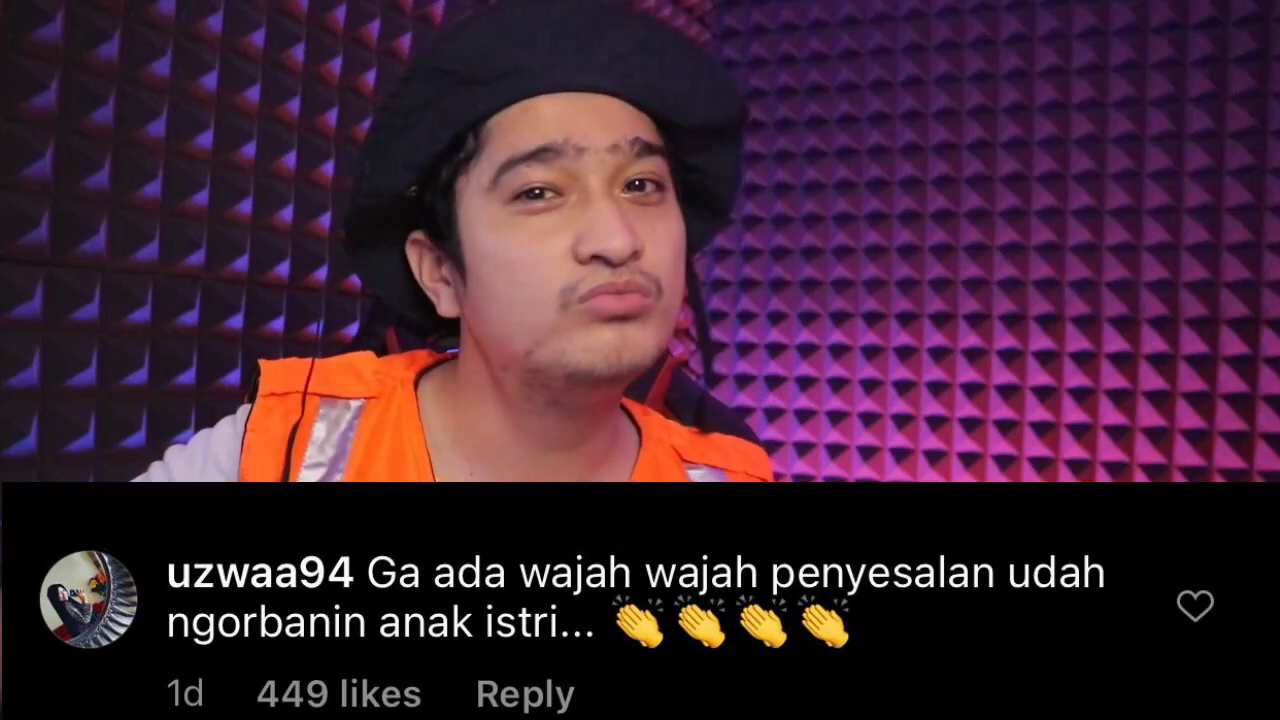 uzwaa94 Ga ada wajah wajah penyesalan udah
ngorbanin anak istri... 👏👏👏👏
1d 449 likes Reply